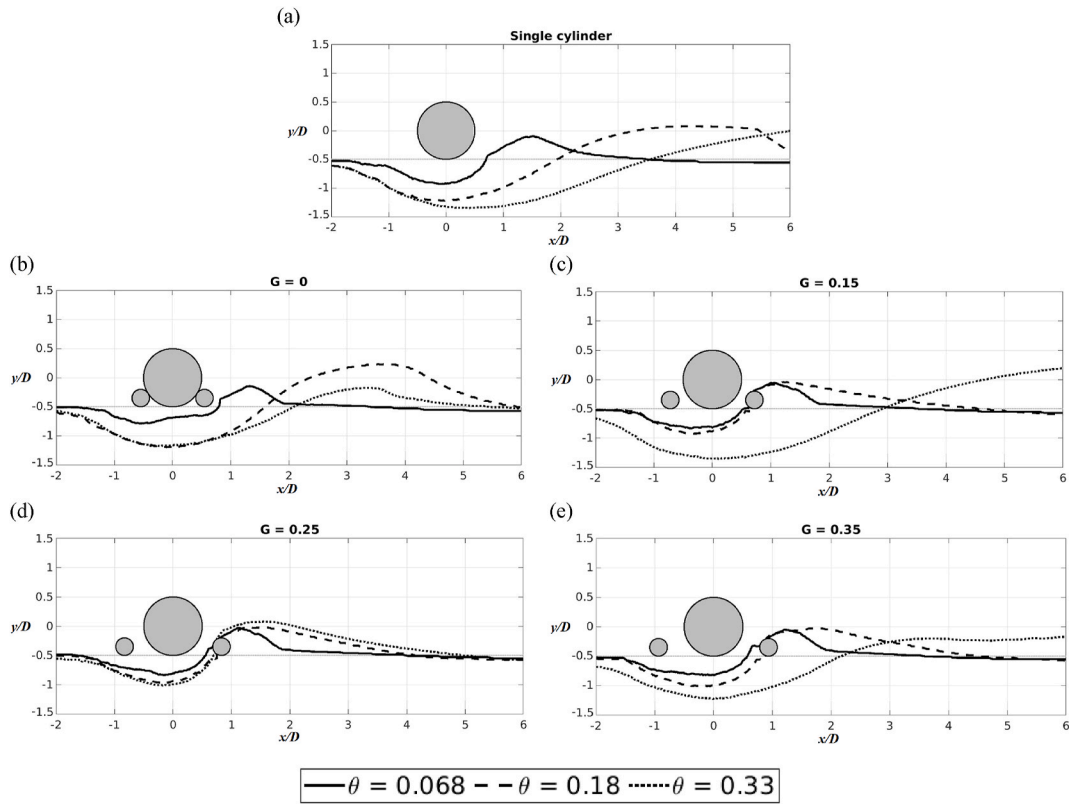 (a)
Single cylinder
1.5
1
0.5
y/D 0
-0.5
-1
-1.5
-2 -1 0 1 2 3 4 5 6
x/D
(b)
G = 0
1.5
1
0.5
y/D 0
-0.5
-1
-1.5
-2 -1 0 1 2 3 4 5 6
x/D
(c)
G = 0.15
1.5
1
0.5
y/D 0
-0.5
-1
-1.5
-2 -1 0 1 2 3 4 5 6
x/D
(d)
G = 0.25
1.5
1
0.5
y/D 0
-0.5
-1
-1.5
-2 -1 0 1 2 3 4 5 6
x/D
(e)
G = 0.35
1.5
1
0.5
y/D 0
-0.5
-1
-1.5
-2 -1 0 1 2 3 4 5 6
x/D
θ = 0.068 θ = 0.18 θ = 0.33